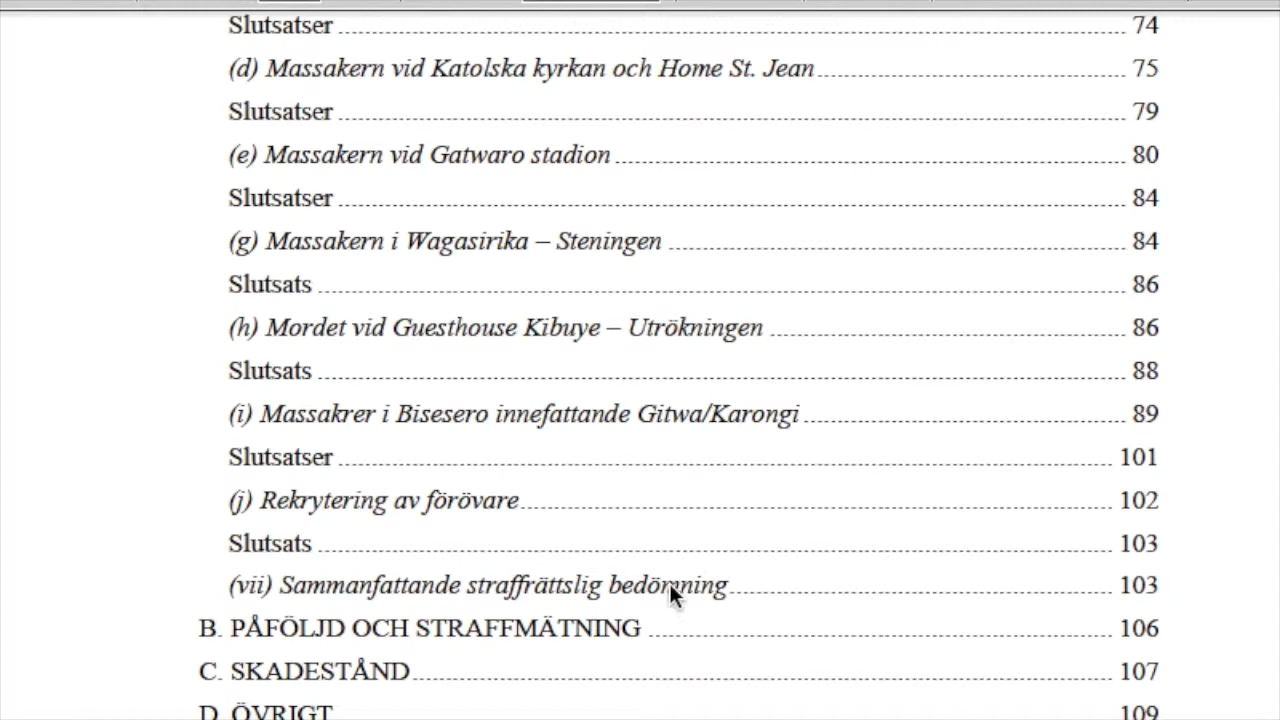 Slutsatser 74
(d) Massakern vid Katolska kyrkan och Home St. Jean 75
Slutsatser 79
(e) Massakern vid Gatwaro stadion 80
Slutsatser 84
(g) Massakern i Wagasirika – Steningen 84
Slutsats 86
(h) Mordet vid Guesthouse Kibuye – Utrökningen 86
Slutsats 88
(i) Massakrer i Bisesero innefattande Gitwa/Karongi 89
Slutsatser 101
(j) Rekrytering av förövare 102
Slutsats 103
(vii) Sammanfattande straffrättslig bedömning 103
B. PÅFÖLJD OCH STRAFFMÄTNING 106
C. SKADESTÅND 107
D. ÖVRIGT 109